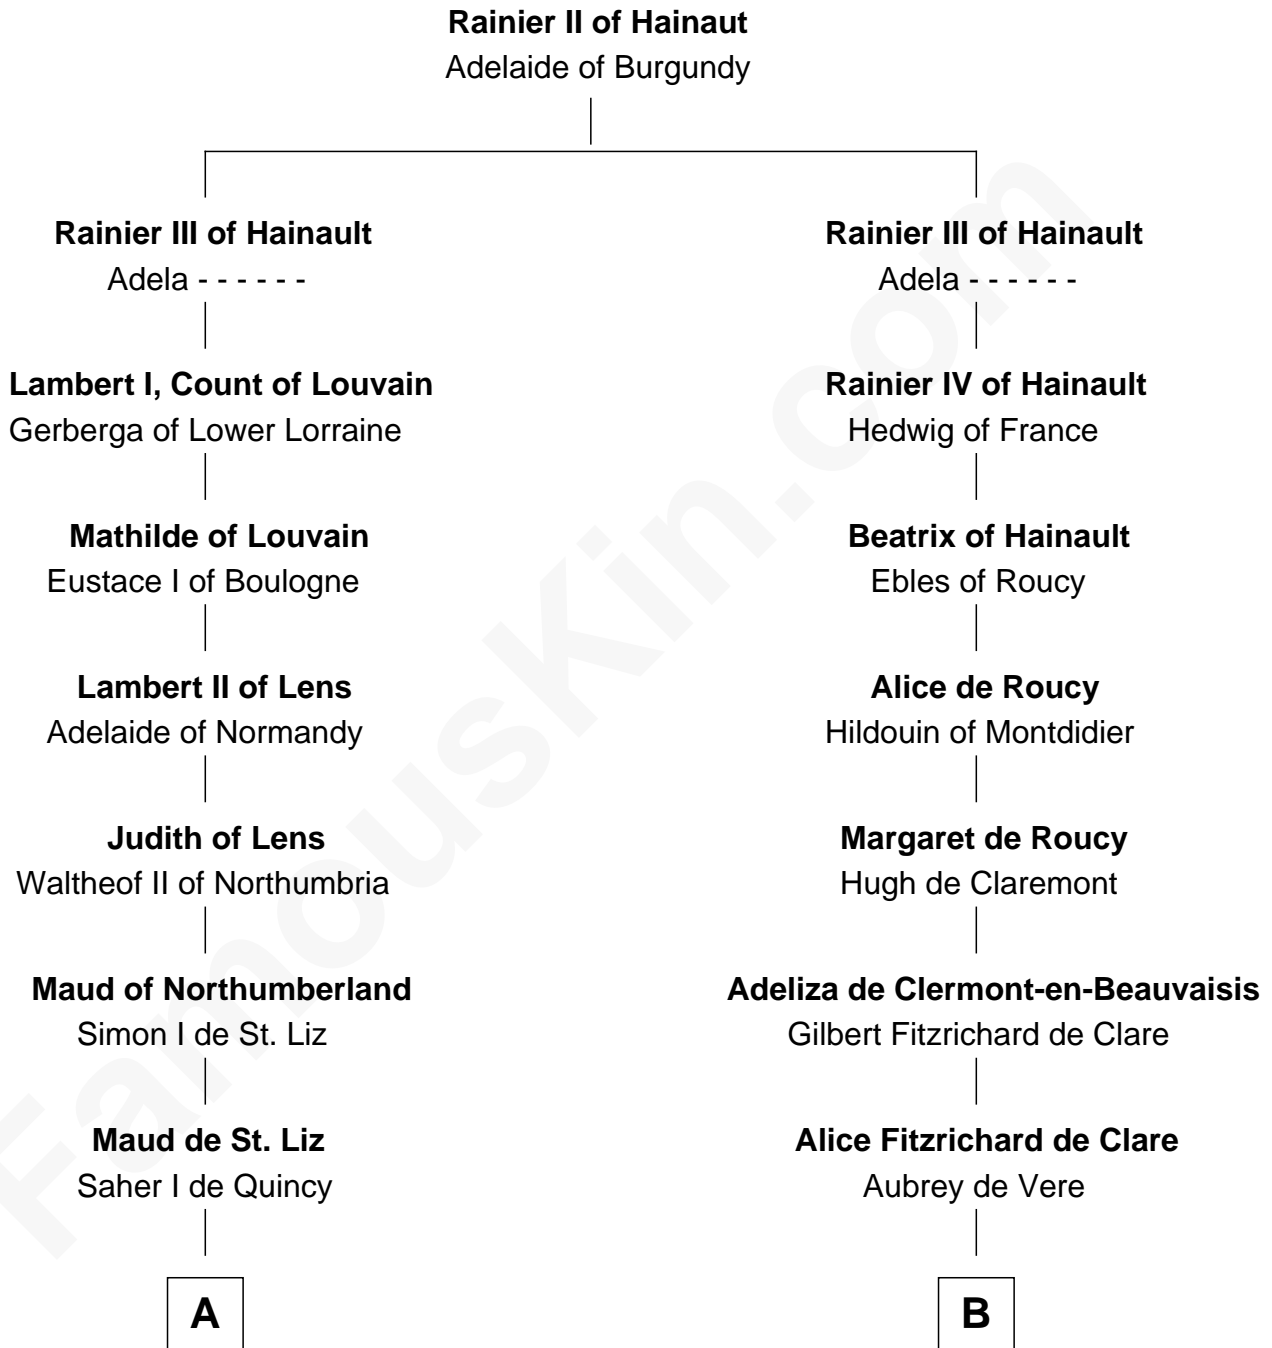 Rainier II of Hainaut
Adelaide of Burgundy
Rainier III of Hainault
Adela - - - - - -
Lambert I, Count of Louvain
Gerberga of Lower Lorraine
Mathilde of Louvain
Eustace I of Boulogne
Lambert II of Lens
Adelaide of Normandy
Judith of Lens
Waltheof II of Northumbria
Maud of Northumberland
Simon I de St. Liz
Maud de St. Liz
Saher I de Quincy
A
Rainier III of Hainault
Adela - - - - - -
Rainier IV of Hainault
Hedwig of France
Beatrix of Hainault
Ebles of Roucy
Alice de Roucy
Hildouin of Montdidier
Margaret de Roucy
Hugh de Claremont
Adeliza de Clermont-en-Beauvaisis
Gilbert Fitzrichard de Clare
Alice Fitzrichard de Clare
Aubrey de Vere
B
FamousKin.com